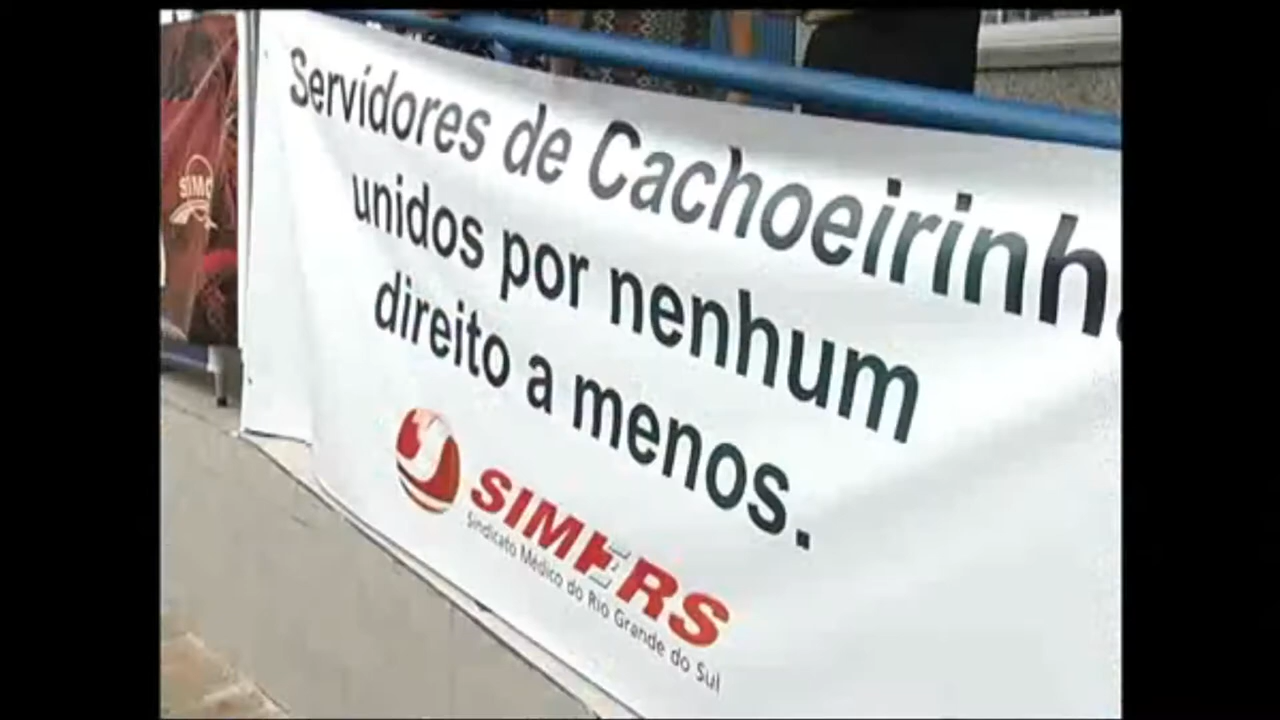 Servidores de Cachoeirinh
unidos por nenhum
direito a menos.
SIMERS
Sindicato Médico do Rio Grande do Sul